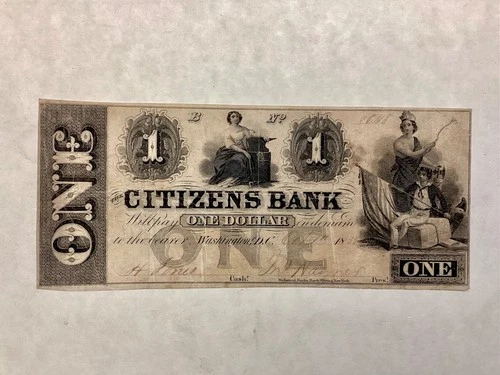 ONE
B No
1 1
THE
CITIZENS BANK
Will pay ONE DOLLAR on demand
to the bearer Washington, D.C. 18
ONE
Cash! Pres!
ONE